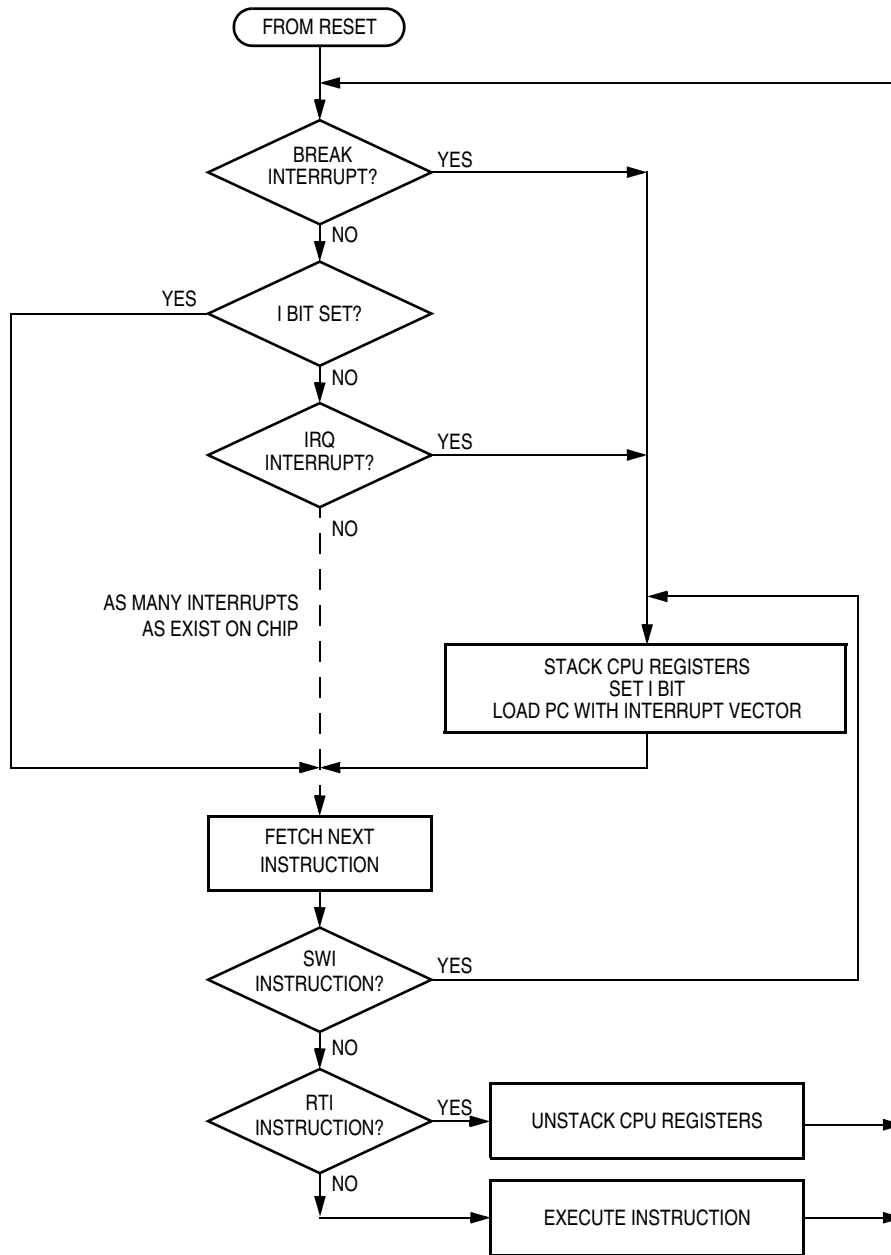 FROM RESET
BREAK
INTERRUPT?
YES
NO
YES
I BIT SET?
NO
IRQ
INTERRUPT?
YES
NO
AS MANY INTERRUPTS
AS EXIST ON CHIP
STACK CPU REGISTERS
SET I BIT
LOAD PC WITH INTERRUPT VECTOR
FETCH NEXT
INSTRUCTION
SWI
INSTRUCTION?
YES
NO
RTI
INSTRUCTION?
YES
UNSTACK CPU REGISTERS
NO
EXECUTE INSTRUCTION